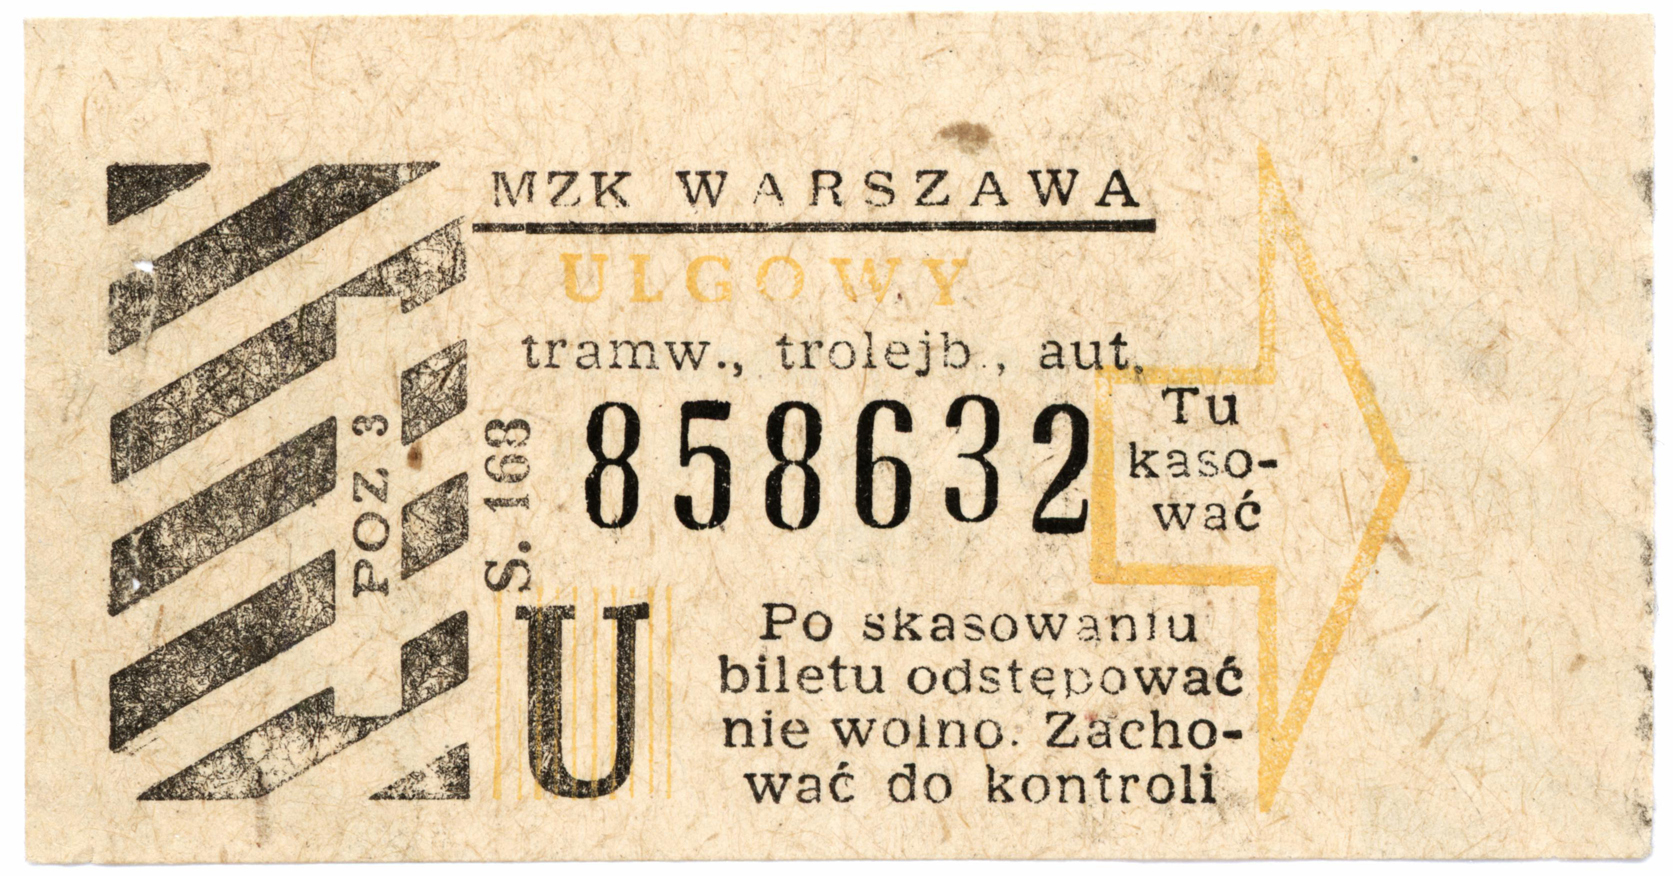 MZK WARSZAWA
ULGOWY
tramw., trolejb., aut.
POZ 3
S. 168
858632
Tu
kaso-
wać
U
Po skasowaniu
biletu odstępować
nie wolno. Zacho-
wać do kontroli